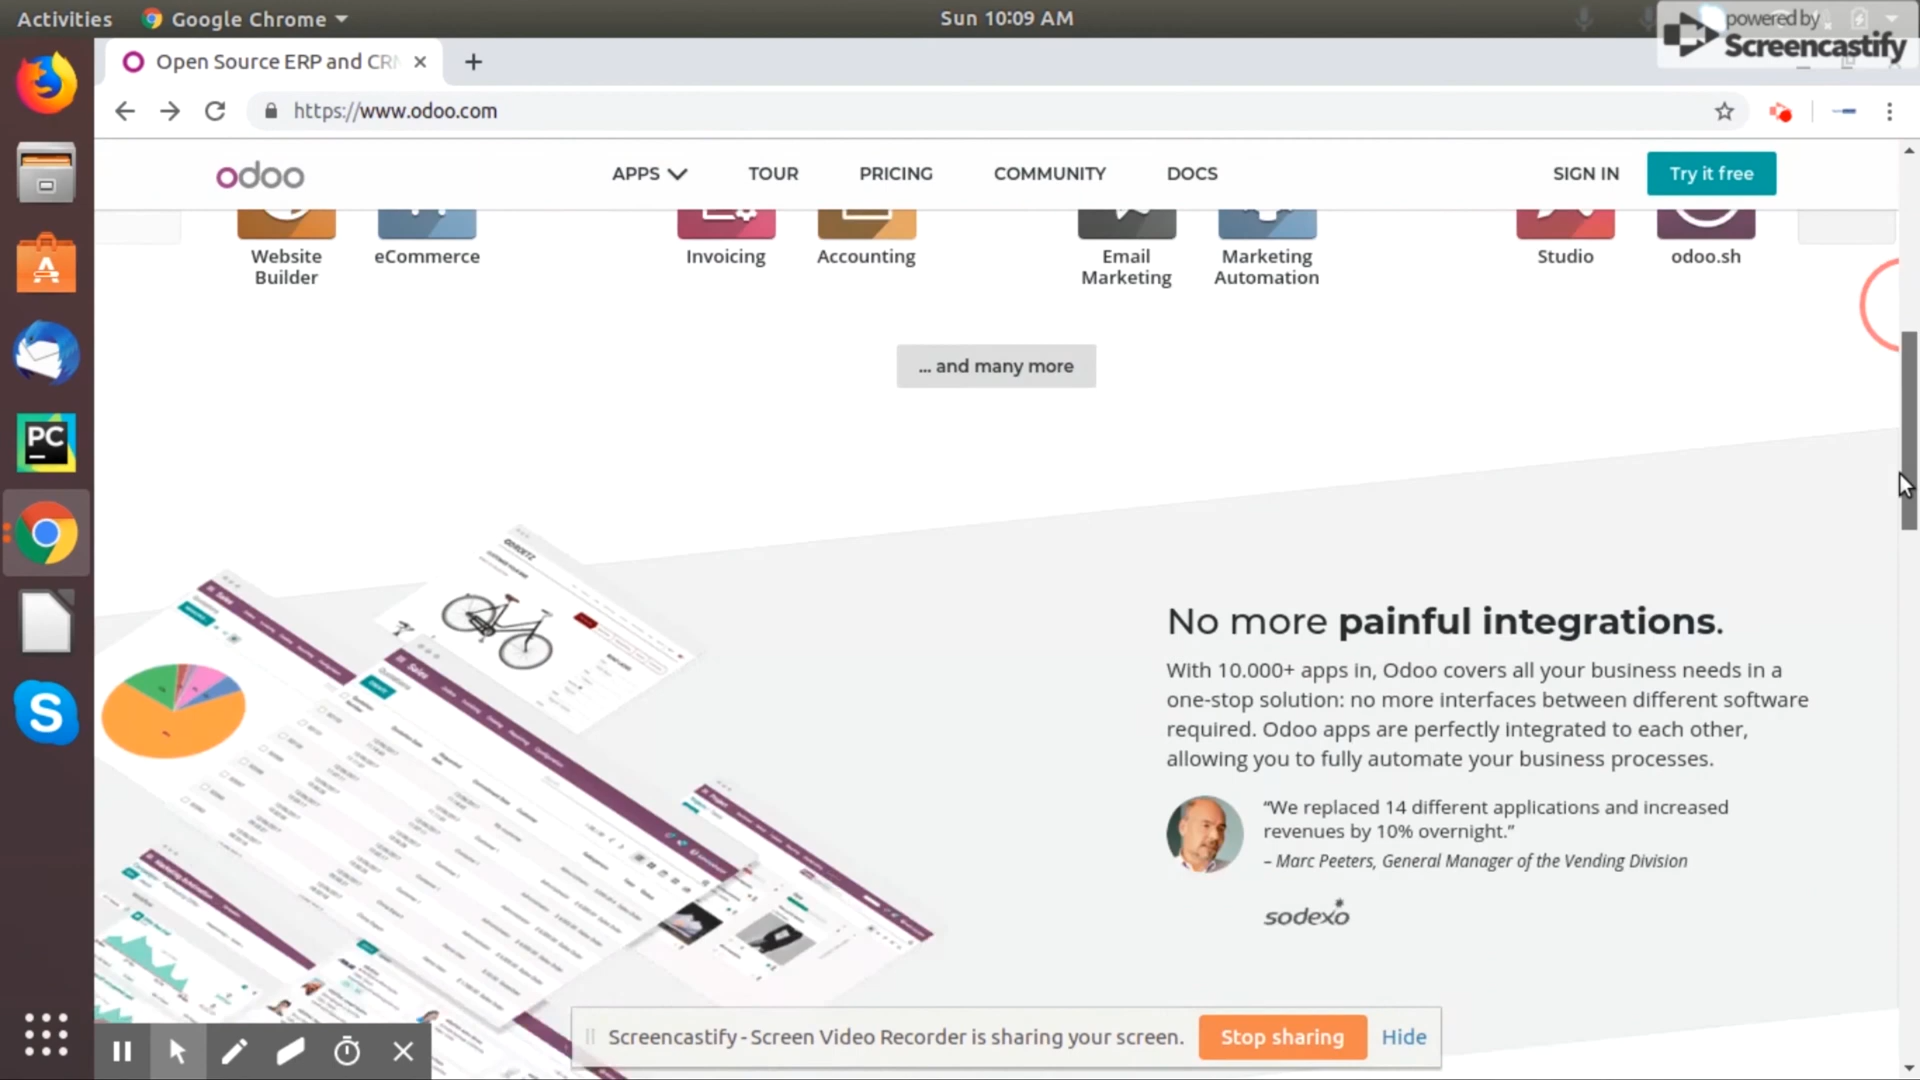 Activities
Google Chrome
Sun 10:09 AM
powered by
Screencastify
Open Source ERP and CR
https://www.odoo.com
odoo
APPS
TOUR
PRICING
COMMUNITY
DOCS
SIGN IN
Try it free
Website
Builder
eCommerce
Invoicing
Accounting
Email
Marketing
Marketing
Automation
Studio
odoo.sh
... and many more
PC
S
Sales
Sales
Project
No more painful integrations.
With 10.000+ apps in, Odoo covers all your business needs in a
one-stop solution: no more interfaces between different software
required. Odoo apps are perfectly integrated to each other,
allowing you to fully automate your business processes.
“We replaced 14 different applications and increased
revenues by 10% overnight.”
– Marc Peeters, General Manager of the Vending Division
sodexo
Screencastify - Screen Video Recorder is sharing your screen.
Stop sharing
Hide